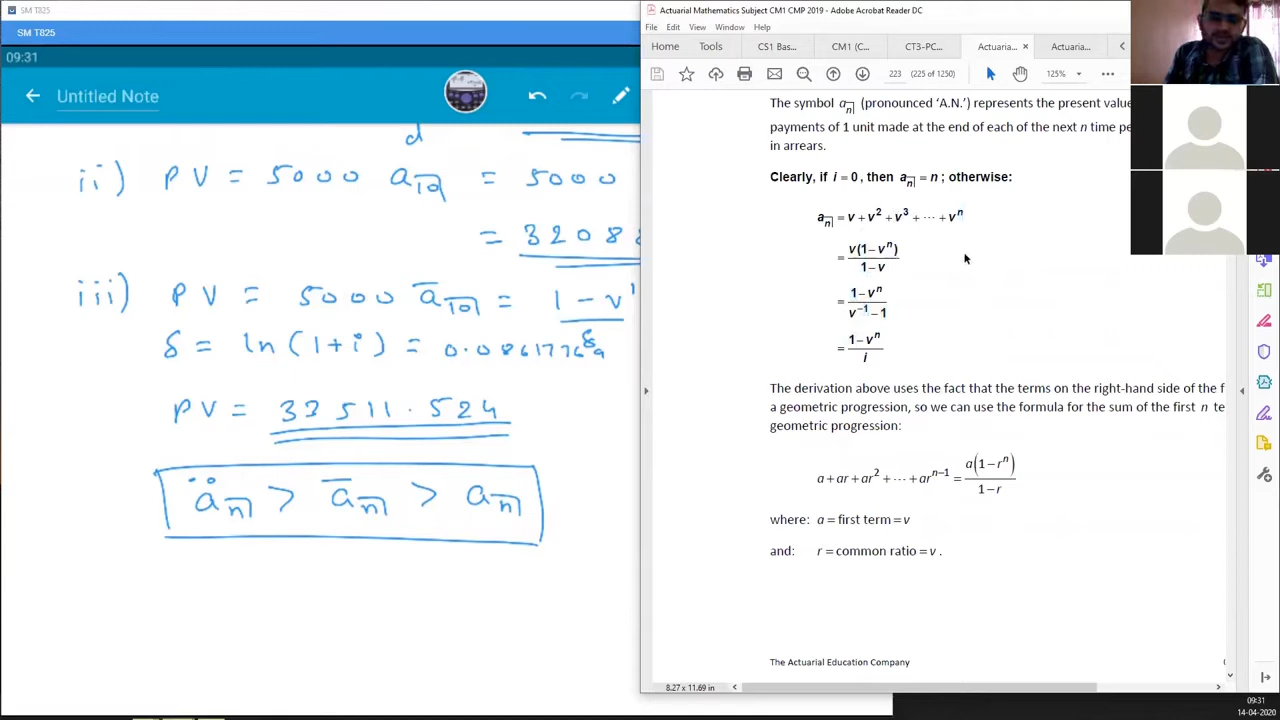 SM T825
SM T825
09:31
Untitled Note
d
ii) PV = 5000 a10 = 5000
= 32088
iii) PV = 5000 ā10 = 1 - v
δ = ln(1+i) = 0.0861776
PV = 33511.524
än > ān > an
Actuarial Mathematics Subject CM1 CMP 2019 - Adobe Acrobat Reader DC
File Edit View Window Help
Home Tools CS1 Bas... CM1 (C... CT3-PC... Actuaria... × Actuaria...
223 (225 of 1250) 125%
The symbol an (pronounced 'A.N.') represents the present value
payments of 1 unit made at the end of each of the next n time pe
in arrears.
Clearly, if i = 0, then an = n; otherwise:
an = v + v² + v³ + ⋯ + vⁿ
= v(1−vⁿ)
1−v
= 1−vⁿ
v⁻¹ −1
= 1−vⁿ
i
The derivation above uses the fact that the terms on the right-hand side of the f
a geometric progression, so we can use the formula for the sum of the first n te
geometric progression:
a + ar + ar² + ⋯ + arⁿ⁻¹ = a(1−rⁿ)
1−r
where: a = first term = v
and: r = common ratio = v.
The Actuarial Education Company
8.27 x 11.69 in
09:31
14-04-2020